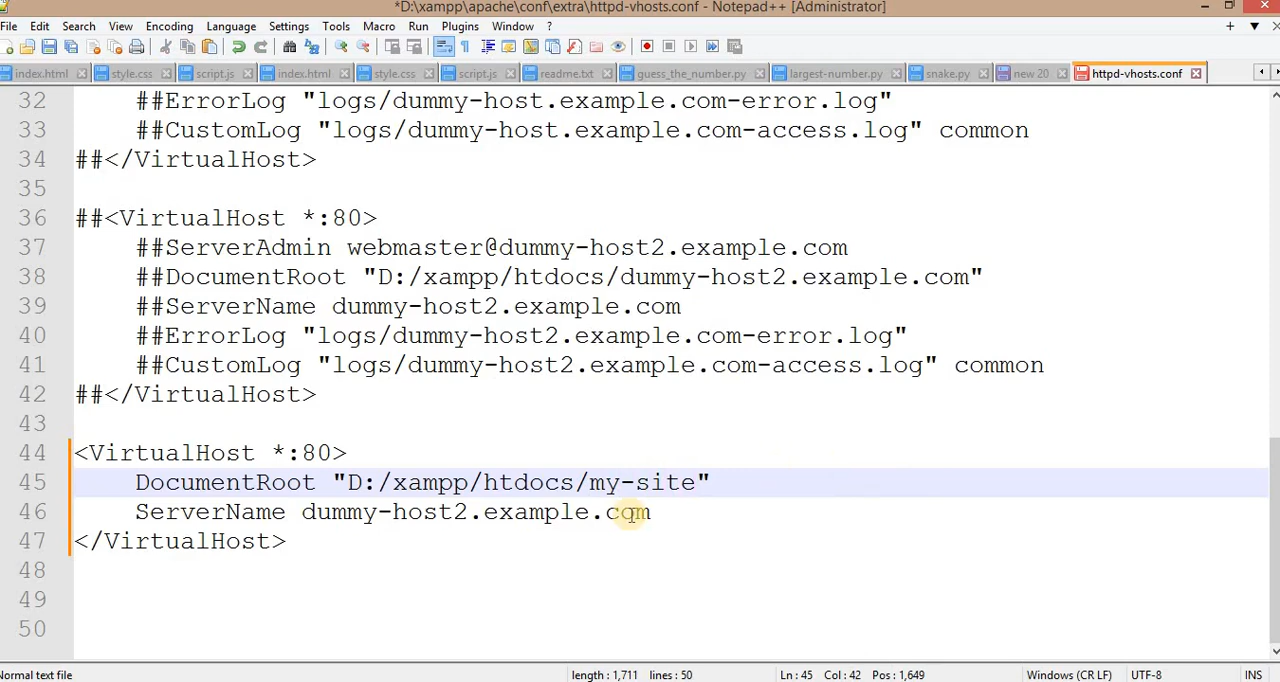 *D:\xampp\apache\conf\extra\httpd-vhosts.conf - Notepad++ [Administrator]
File Edit Search View Encoding Language Settings Tools Macro Run Plugins Window ?
index.html style.css script.js index.html style.css script.js readme.txt guess_the_number.py largest-number.py snake.py new 20 httpd-vhosts.conf
32 ##ErrorLog "logs/dummy-host.example.com-error.log"
33 ##CustomLog "logs/dummy-host.example.com-access.log" common
34 ##</VirtualHost>
35
36 ##<VirtualHost *:80>
37 ##ServerAdmin webmaster@dummy-host2.example.com
38 ##DocumentRoot "D:/xampp/htdocs/dummy-host2.example.com"
39 ##ServerName dummy-host2.example.com
40 ##ErrorLog "logs/dummy-host2.example.com-error.log"
41 ##CustomLog "logs/dummy-host2.example.com-access.log" common
42 ##</VirtualHost>
43
44 <VirtualHost *:80>
45 DocumentRoot "D:/xampp/htdocs/my-site"
46 ServerName dummy-host2.example.com
47 </VirtualHost>
48
49
50
Normal text file length : 1,711 lines : 50 Ln : 45 Col : 42 Pos : 1,649 Windows (CR LF) UTF-8 INS